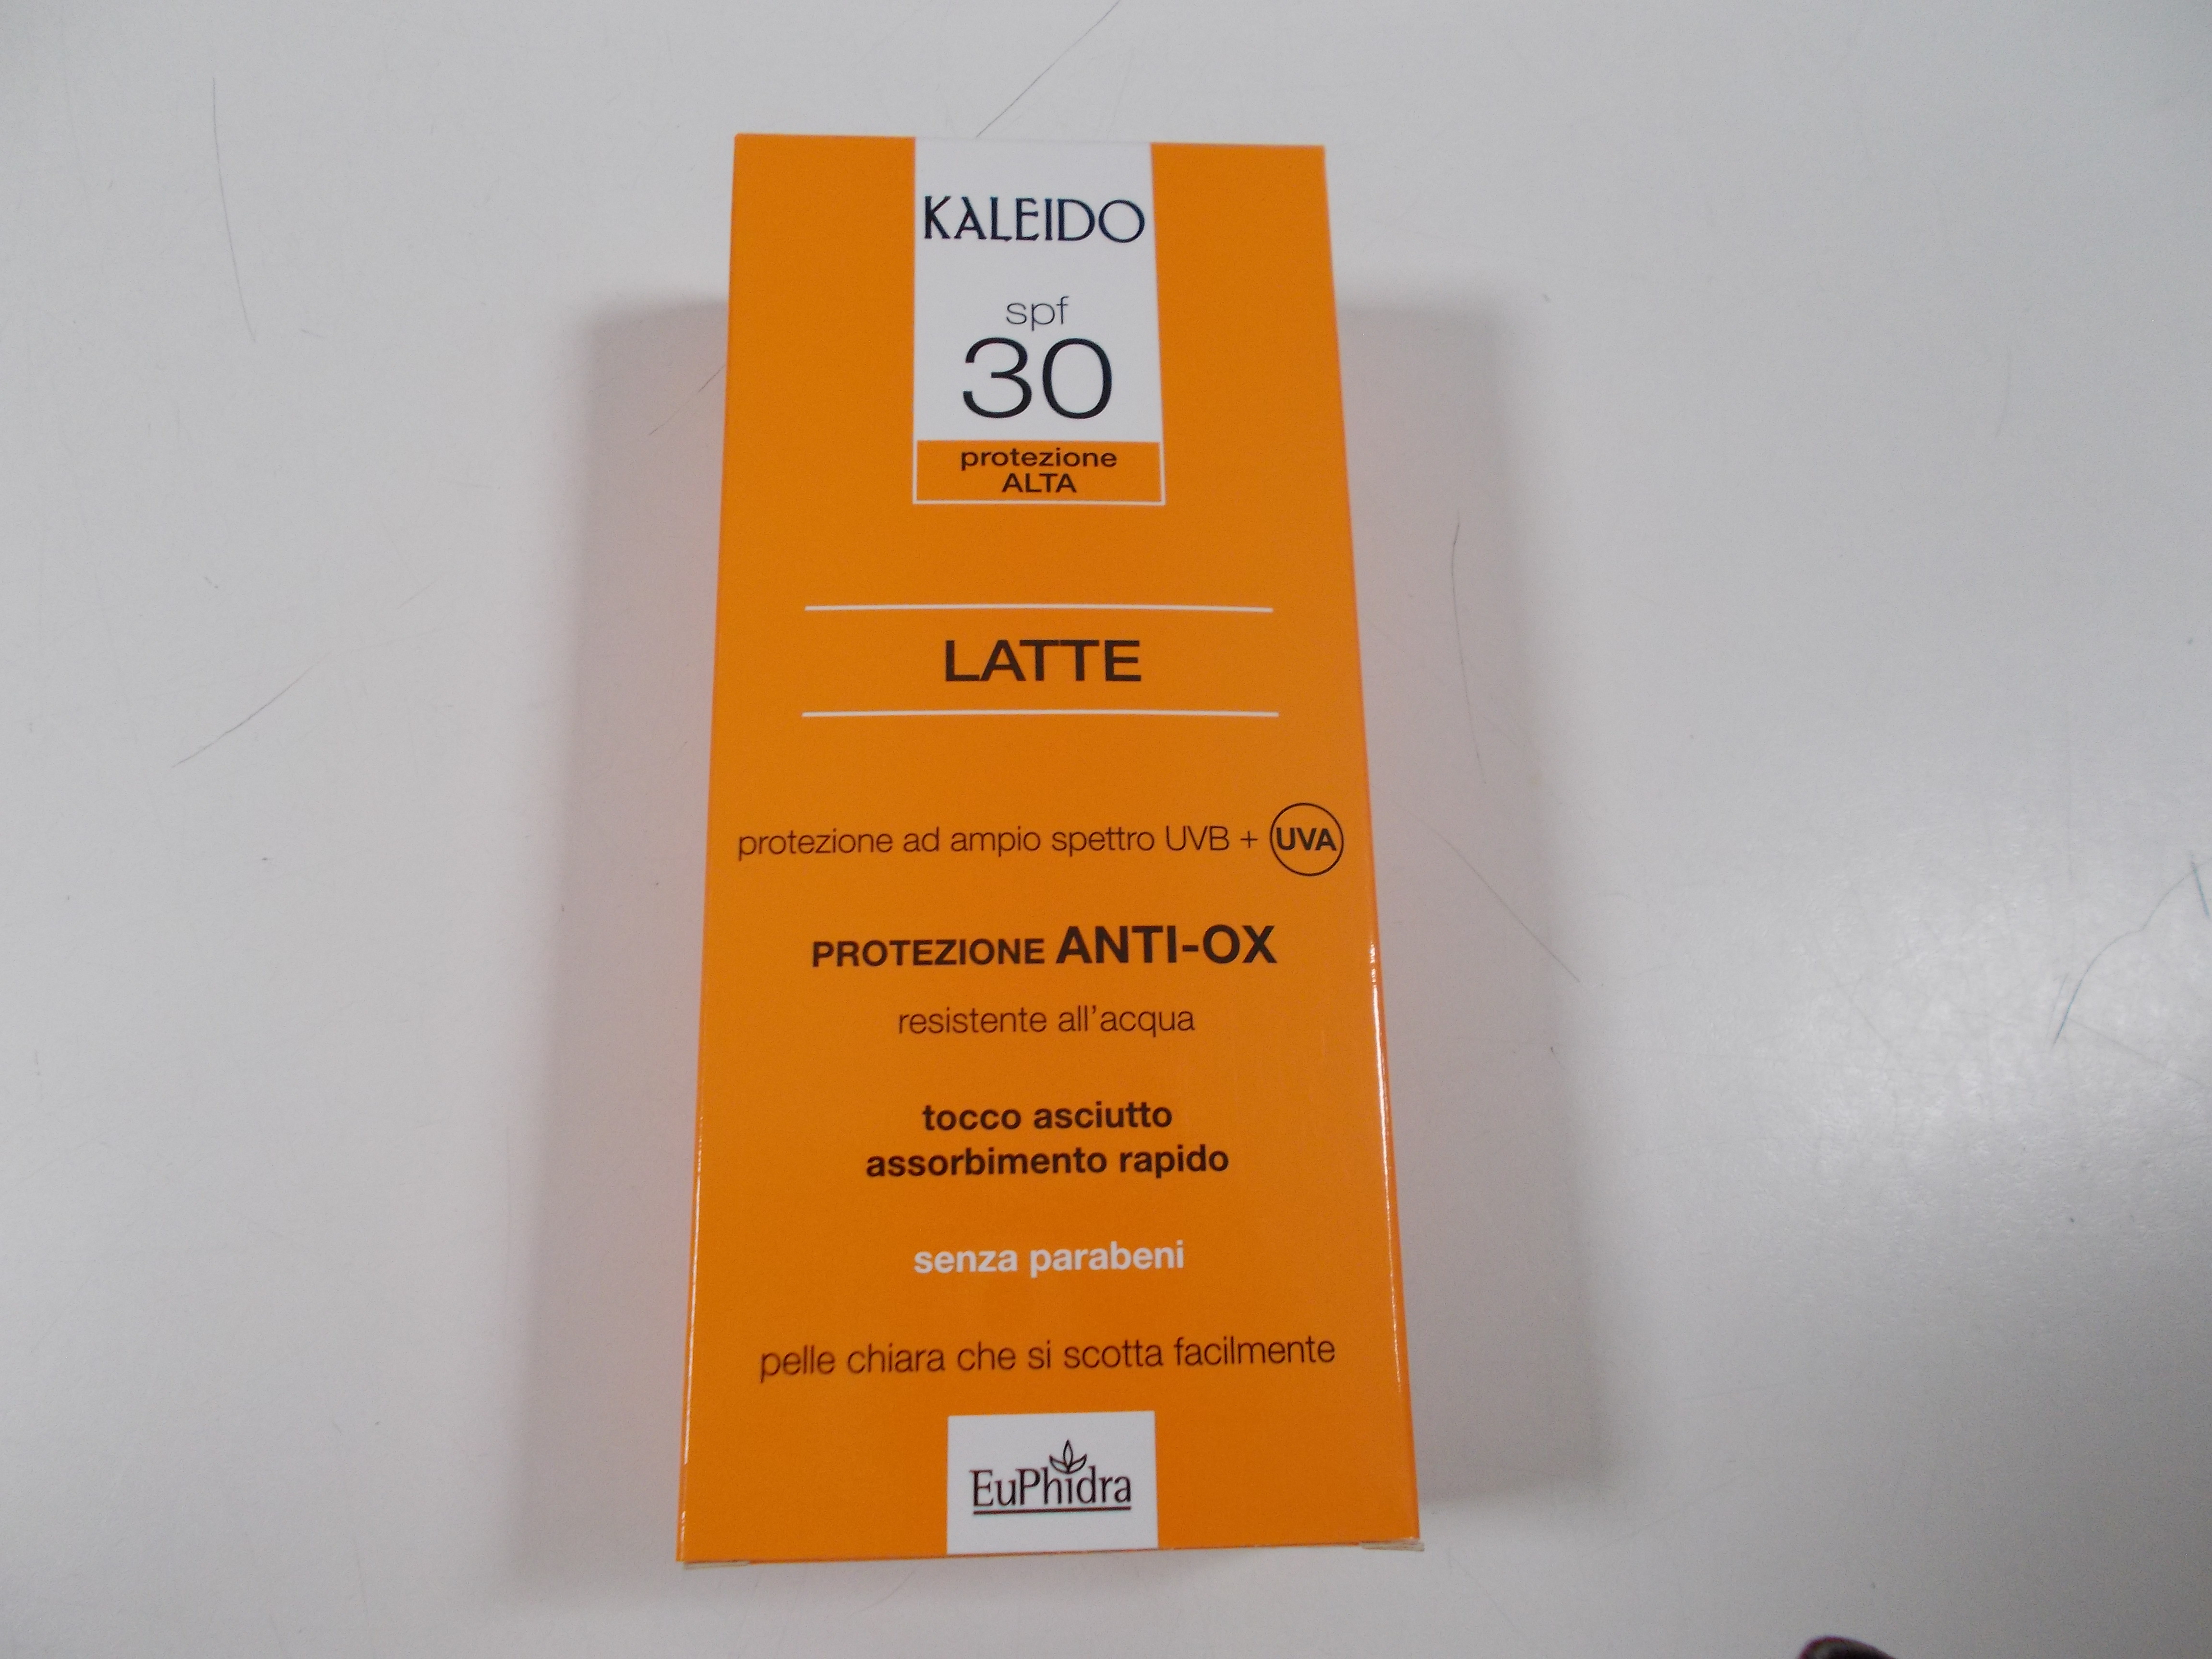 KALEIDO
spf
30
protezione
ALTA
LATTE
protezione ad ampio spettro UVB + UVA
PROTEZIONE ANTI-OX
resistente all'acqua
tocco asciutto
assorbimento rapido
senza parabeni
pelle chiara che si scotta facilmente
EuPhidra